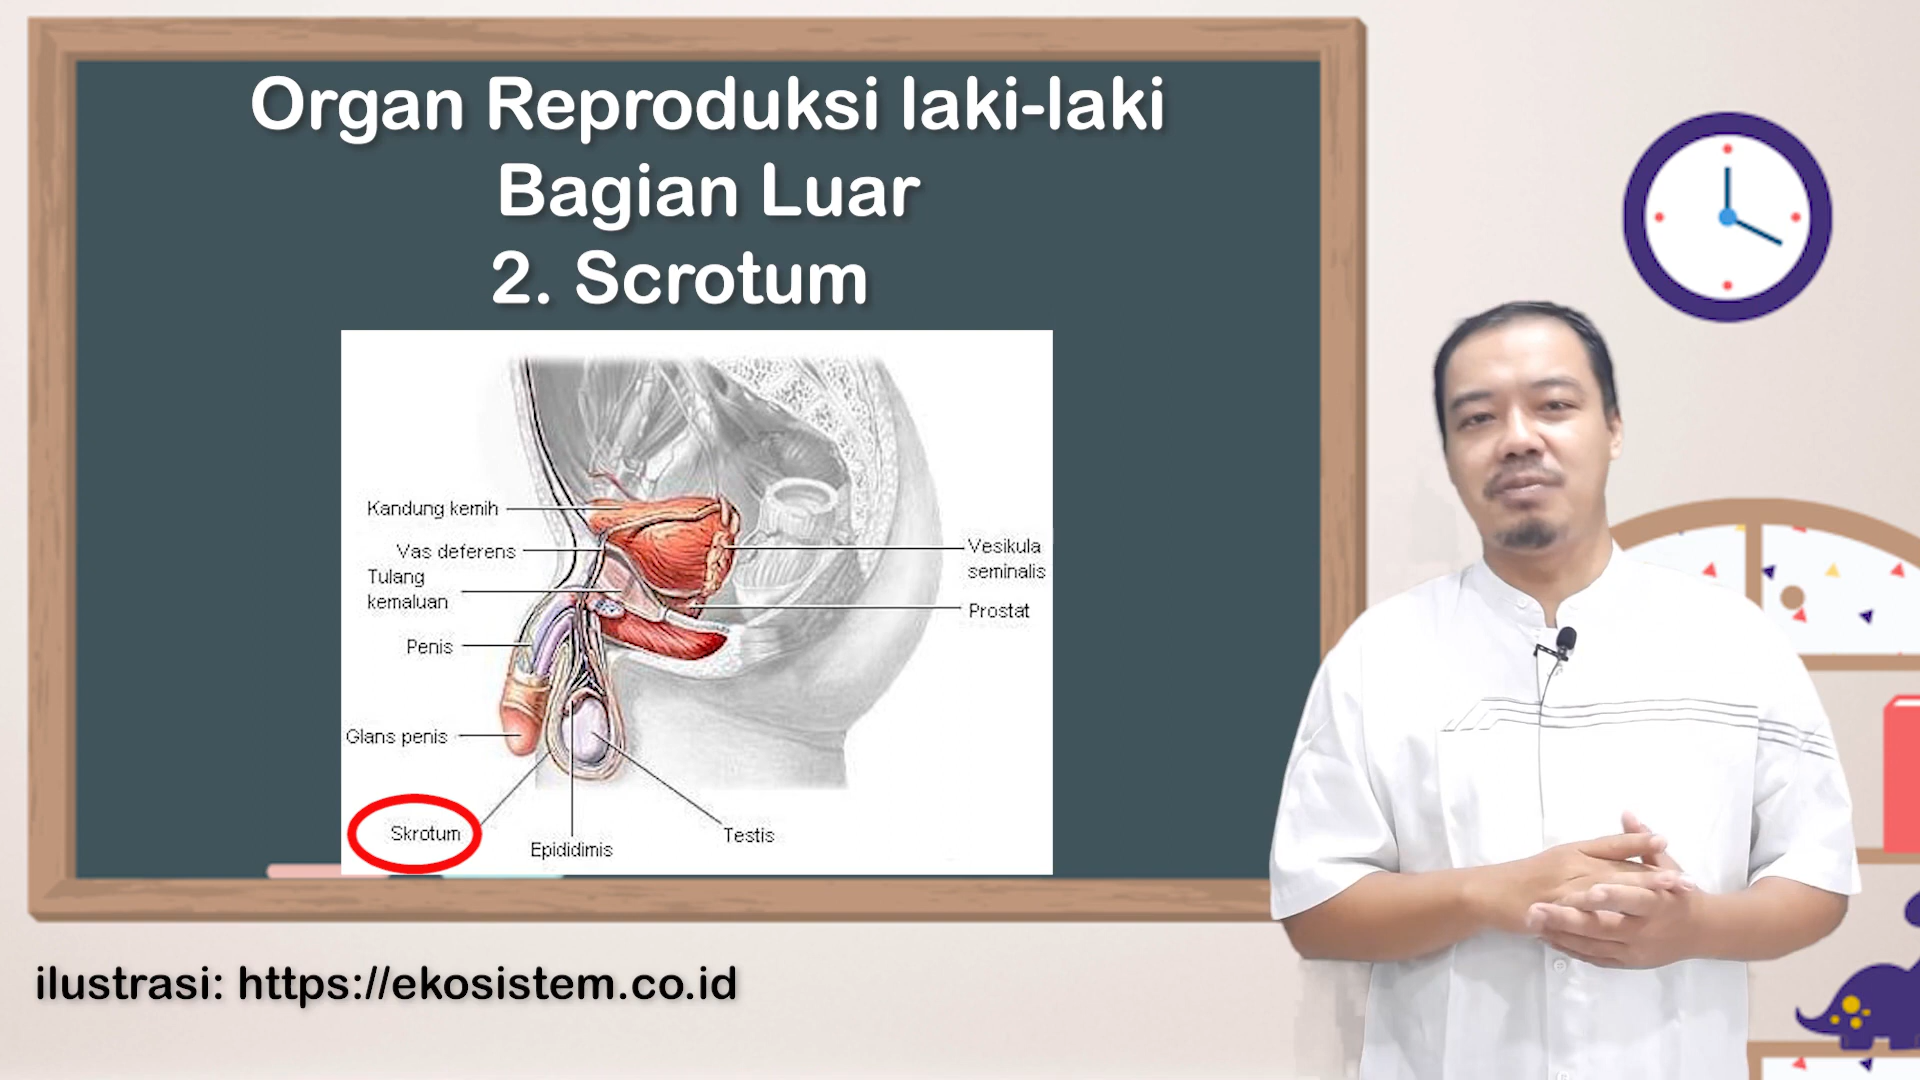 Organ Reproduksi laki-laki
Bagian Luar
2. Scrotum
Kandung kemih
Vas deferens
Tulang
kemaluan
Penis
Glans penis
Skrotum
Epididimis
Testis
Vesikula
seminalis
Prostat
ilustrasi: https://ekosistem.co.id